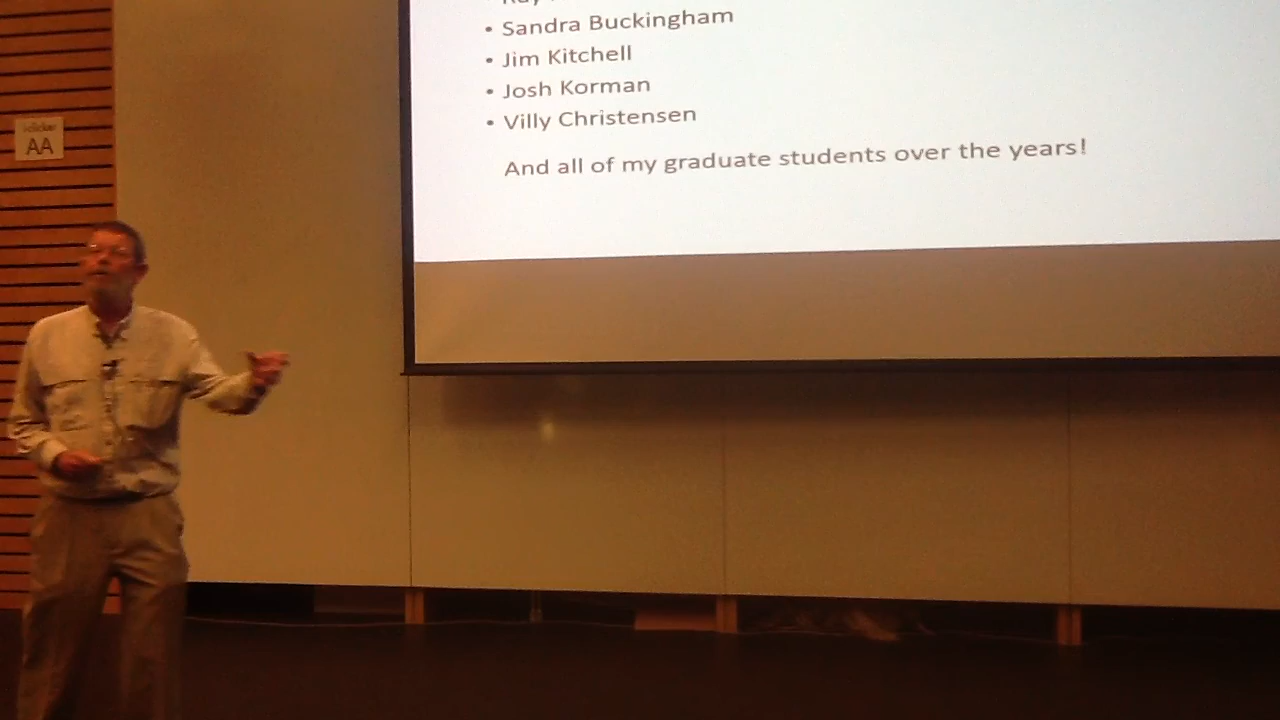 • Sandra Buckingham
• Jim Kitchell
• Josh Korman
• Villy Christensen
And all of my graduate students over the years!
AA